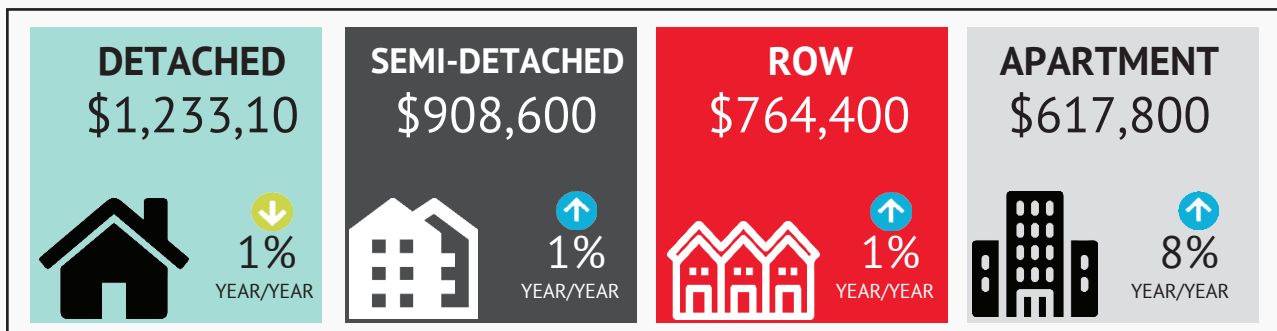 DETACHED
$1,233,10
1%
YEAR/YEAR
SEMI-DETACHED
$908,600
1%
YEAR/YEAR
ROW
$764,400
1%
YEAR/YEAR
APARTMENT
$617,800
8%
YEAR/YEAR